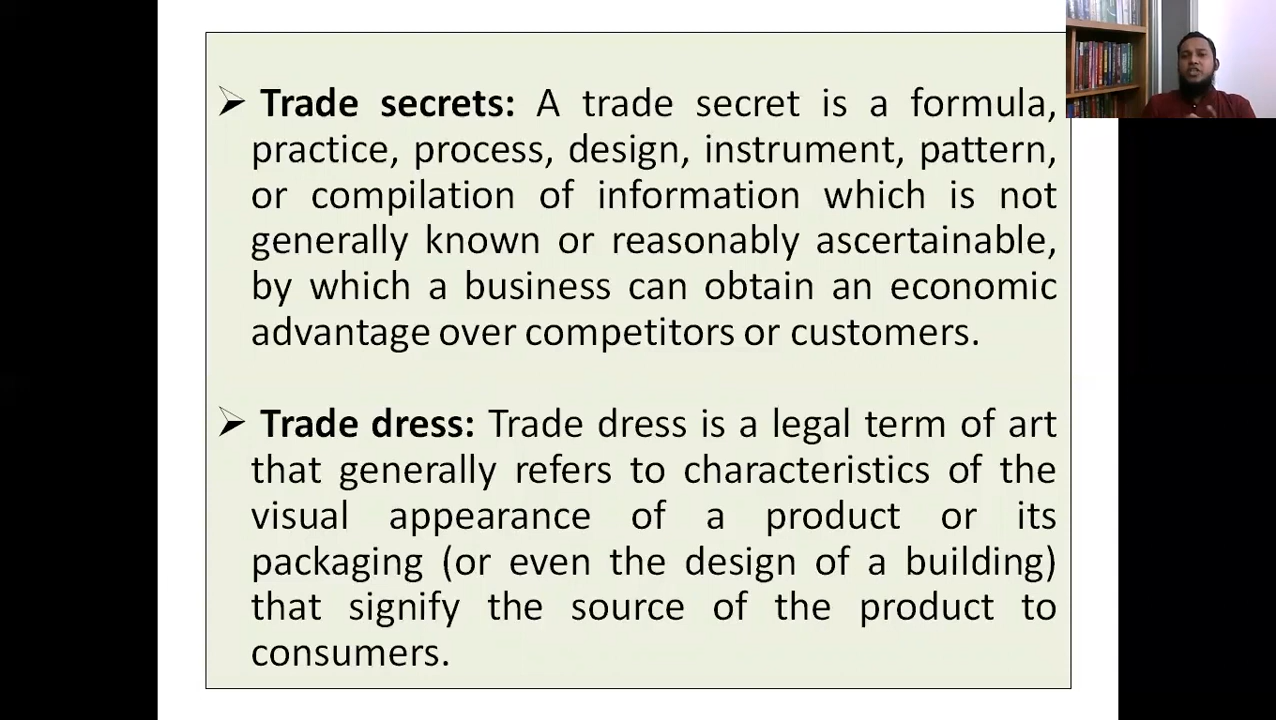 ➢ Trade secrets: A trade secret is a formula,
practice, process, design, instrument, pattern,
or compilation of information which is not
generally known or reasonably ascertainable,
by which a business can obtain an economic
advantage over competitors or customers.
➢ Trade dress: Trade dress is a legal term of art
that generally refers to characteristics of the
visual appearance of a product or its
packaging (or even the design of a building)
that signify the source of the product to
consumers.